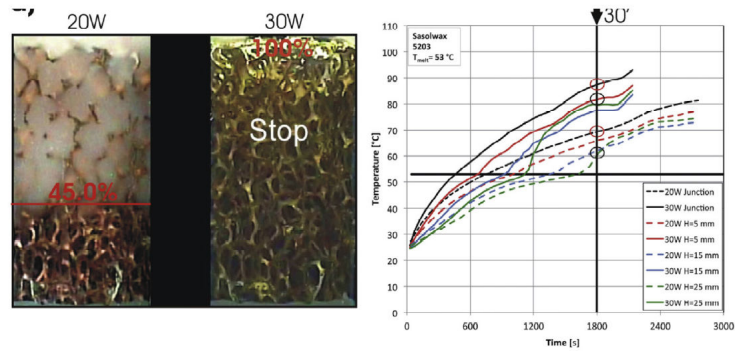 20W
30W
100%
Stop
45.0%
30'
Sasolwax
5203
Tmelt= 53 °C
Temperature [°C]
110
100
90
80
70
60
50
40
30
20
10
0
0
600
1200
1800
2400
3000
Time [s]
20W Junction
30W Junction
20W H=5 mm
30W H=5 mm
20W H=15 mm
30W H=15 mm
20W H=25 mm
30W H=25 mm